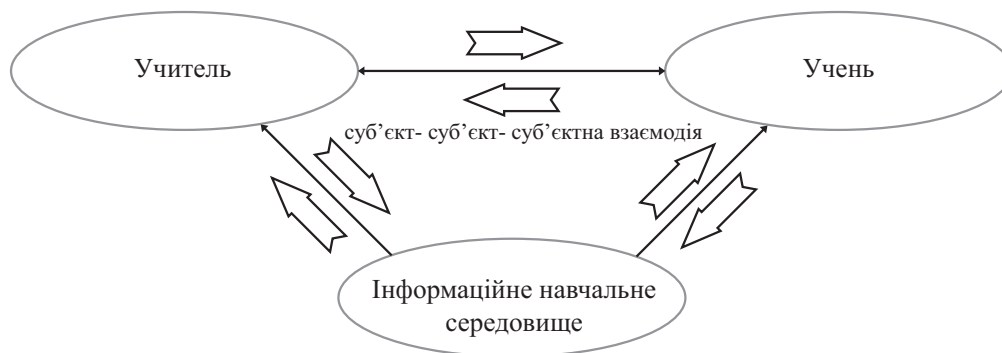 Учитель
Учень
суб’єкт- суб’єкт- суб’єктна взаємодія
Інформаційне навчальне
середовище